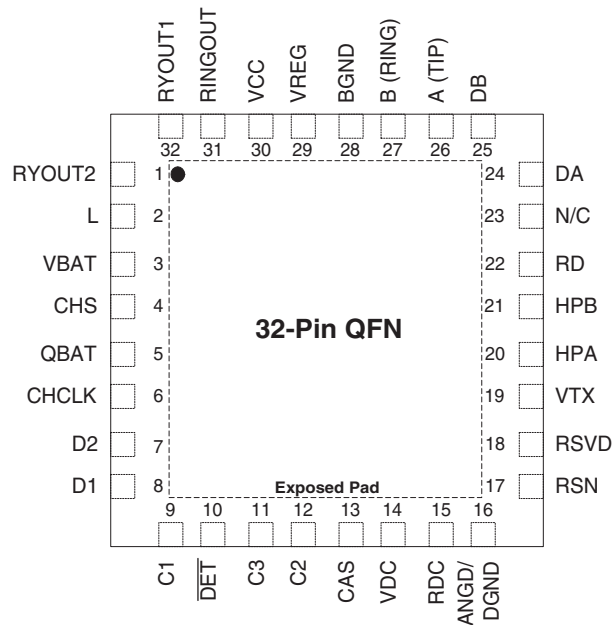 RYOUT1
RINGOUT
VCC
VREG
BGND
B (RING)
A (TIP)
DB
32
31
30
29
28
27
26
25
RYOUT2 1
L 2
VBAT 3
CHS 4
QBAT 5
CHCLK 6
D2 7
D1 8
32-Pin QFN
Exposed Pad
24 DA
23 N/C
22 RD
21 HPB
20 HPA
19 VTX
18 RSVD
17 RSN
9
10
11
12
13
14
15
16
C1
DET
C3
C2
CAS
VDC
RDC
ANGD/
DGND